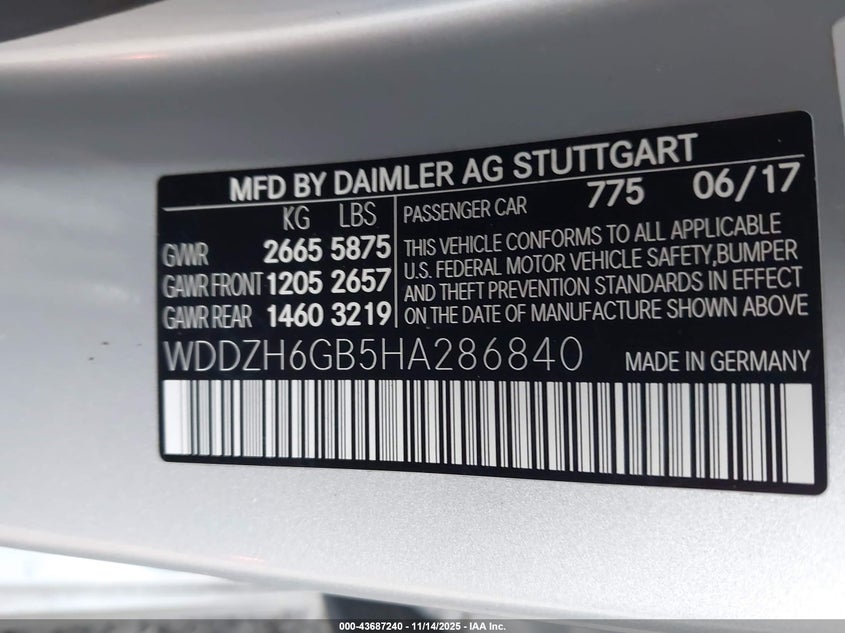 MFD BY DAIMLER AG STUTTGART
KG LBS
GVWR 2665 5875
GAWR FRONT 1205 2657
GAWR REAR 1460 3219
PASSENGER CAR 775 06/17
THIS VEHICLE CONFORMS TO ALL APPLICABLE
U.S. FEDERAL MOTOR VEHICLE SAFETY,BUMPER
AND THEFT PREVENTION STANDARDS IN EFFECT
ON THE DATE OF MANUFACTURE SHOWN ABOVE
WDDZH6GB5HA286840 MADE IN GERMANY
000-43687240 - 11/14/2025 - IAA Inc.